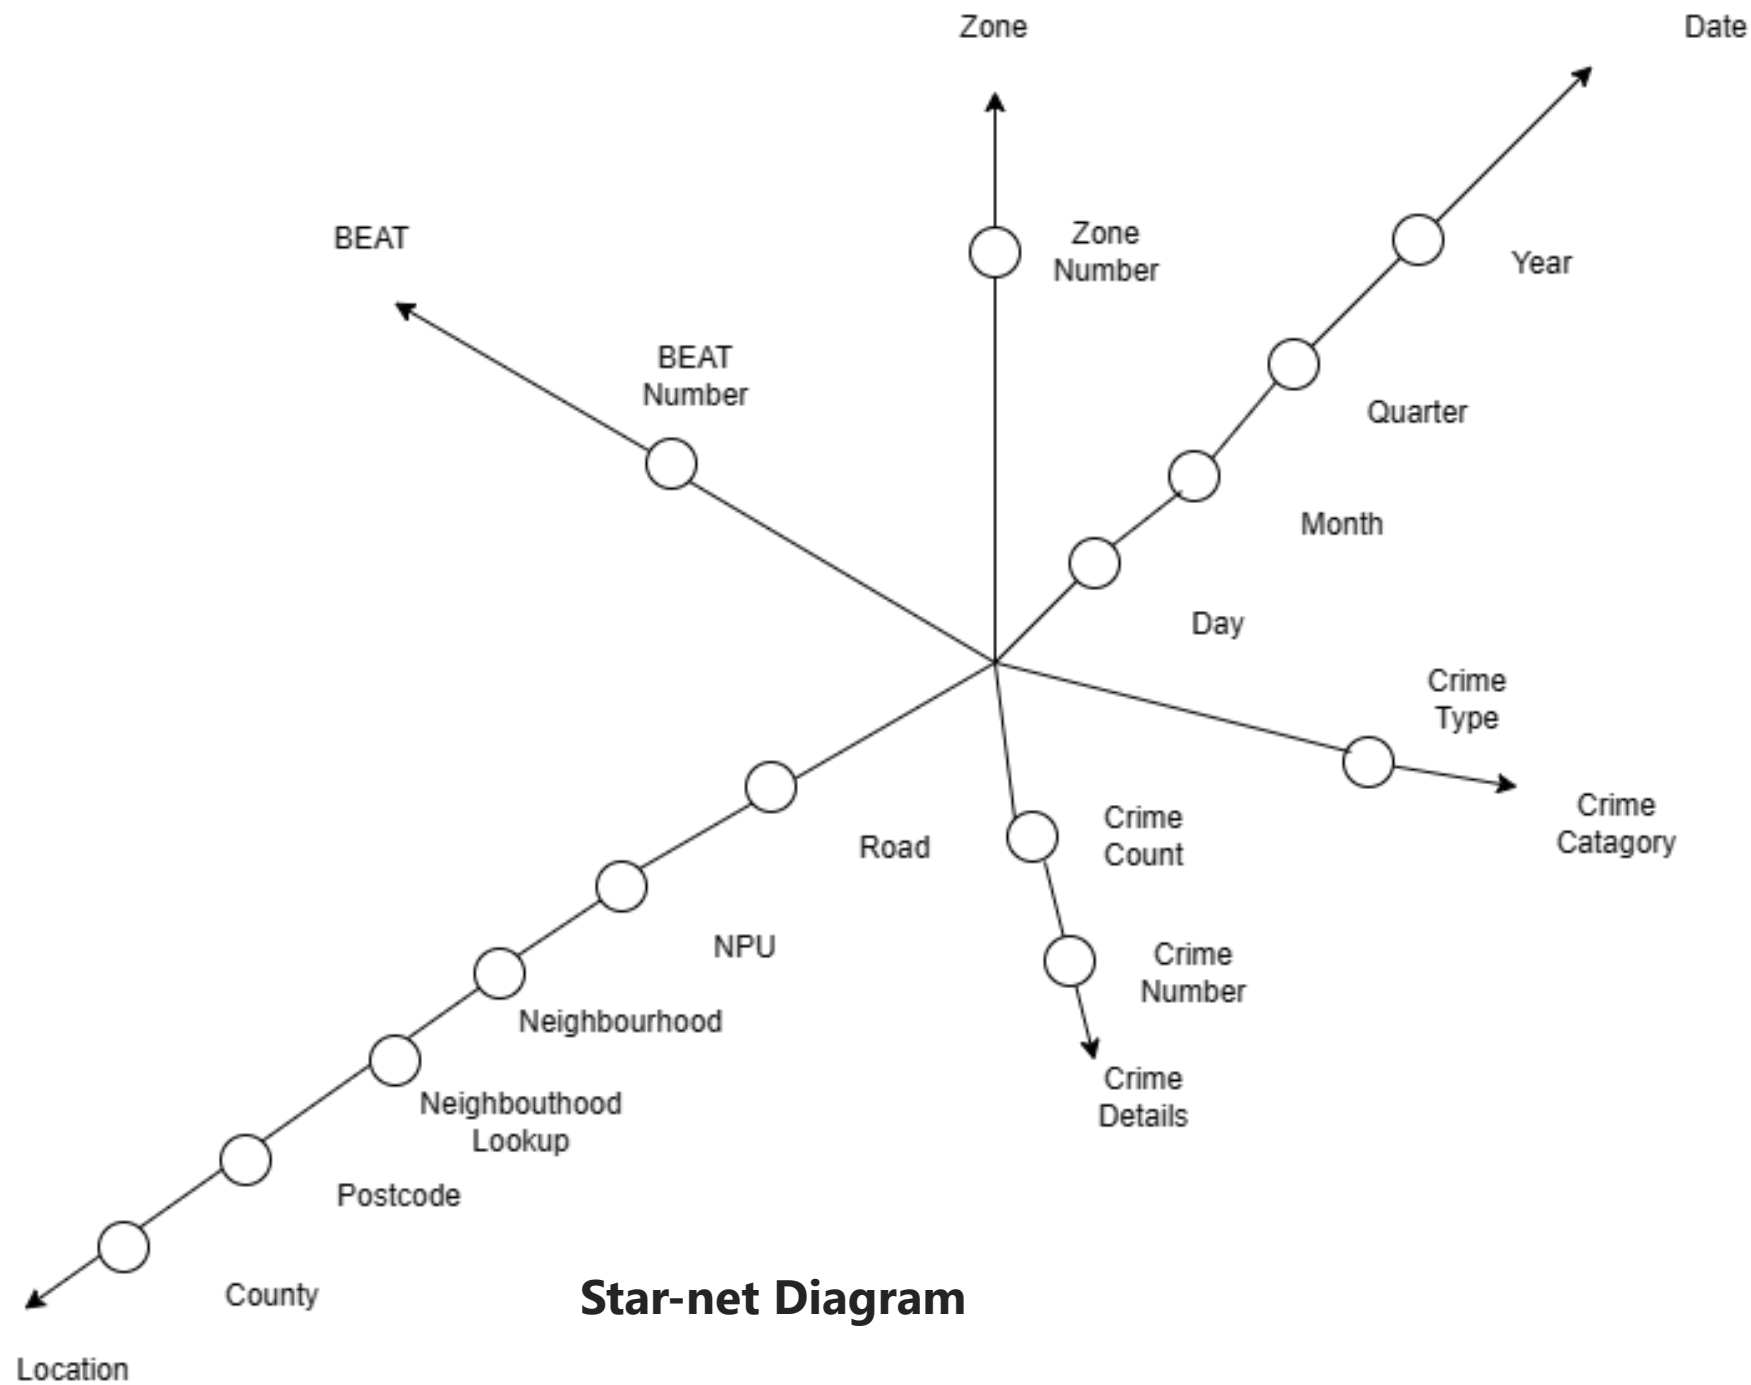 Zone
Date
Zone
Number
BEAT
Year
BEAT
Number
Quarter
Month
Day
Crime
Type
Crime
Catagory
Crime
Count
Road
NPU
Crime
Number
Neighbourhood
Crime
Details
Neighbouthood
Lookup
Postcode
County
Star-net Diagram
Location